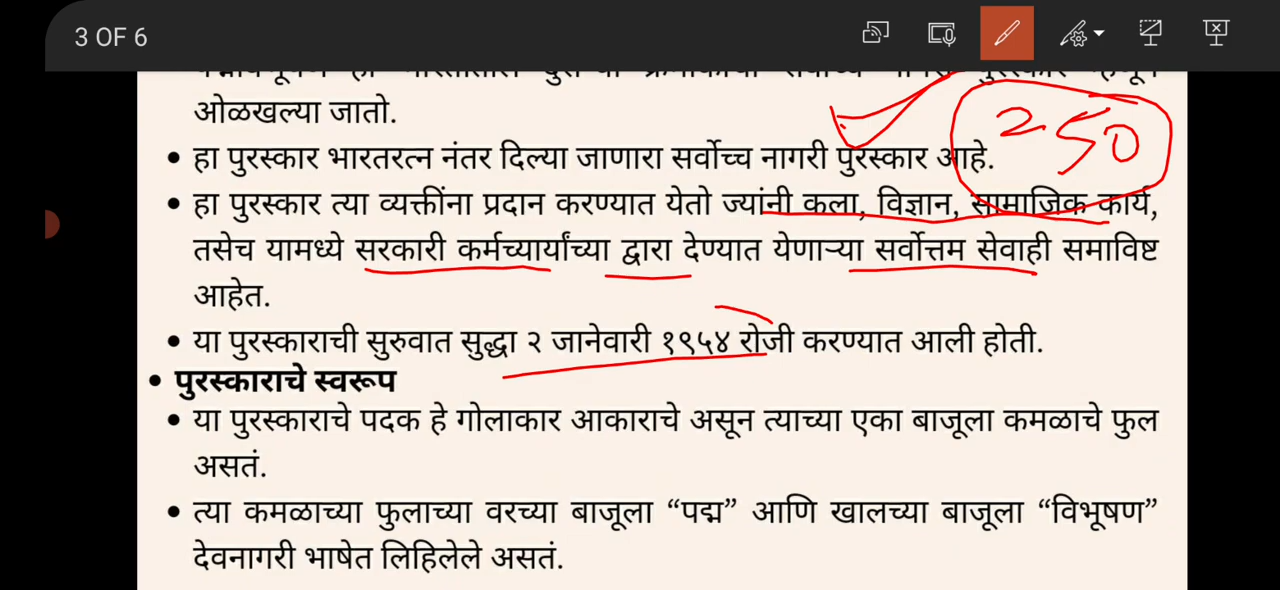 3 OF 6
250
ओळखल्या जातो.
• हा पुरस्कार भारतरत्न नंतर दिल्या जाणारा सर्वोच्च नागरी पुरस्कार आहे.
• हा पुरस्कार त्या व्यक्तींना प्रदान करण्यात येतो ज्यांनी कला, विज्ञान, सामाजिक कार्य,
तसेच यामध्ये सरकारी कर्मच्यार्यांच्या द्वारा देण्यात येणाऱ्या सर्वोत्तम सेवाही समाविष्ट
आहेत.
• या पुरस्काराची सुरुवात सुद्धा २ जानेवारी १९५४ रोजी करण्यात आली होती.
• पुरस्काराचे स्वरूप
• या पुरस्काराचे पदक हे गोलाकार आकाराचे असून त्याच्या एका बाजूला कमळाचे फुल
असतं.
• त्या कमळाच्या फुलाच्या वरच्या बाजूला “पद्म” आणि खालच्या बाजूला “विभूषण”
देवनागरी भाषेत लिहिलेले असतं.